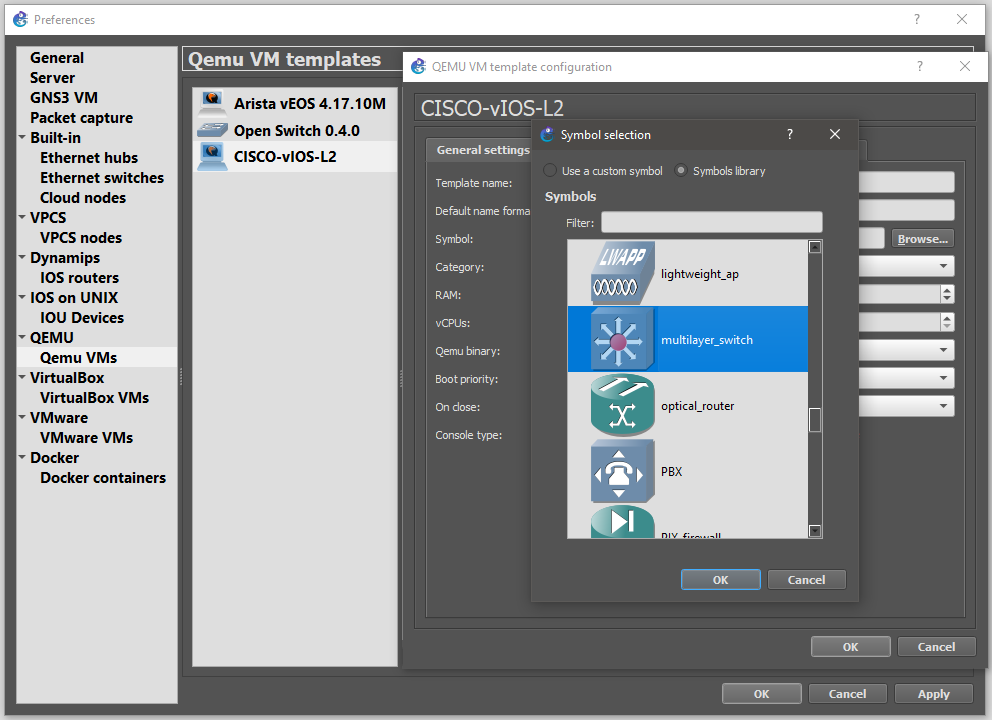 Preferences
General
Server
GNS3 VM
Packet capture
Built-in
Ethernet hubs
Ethernet switches
Cloud nodes
VPCS
VPCS nodes
Dynamips
IOS routers
IOS on UNIX
IOU Devices
QEMU
Qemu VMs
VirtualBox
VirtualBox VMs
VMware
VMware VMs
Docker
Docker containers
Qemu VM templates
Arista vEOS 4.17.10M
Open Switch 0.4.0
CISCO-vIOS-L2
QEMU VM template configuration
CISCO-vIOS-L2
General settings
Template name:
Default name forma
Symbol:
Browse...
Category:
RAM:
vCPUs:
Qemu binary:
Boot priority:
On close:
Console type:
Symbol selection
Use a custom symbol
Symbols library
Symbols
Filter:
LWAPP
lightweight_ap
multilayer_switch
optical_router
PBX
PIX_firewall
OK
Cancel
OK
Cancel
OK
Cancel
Apply